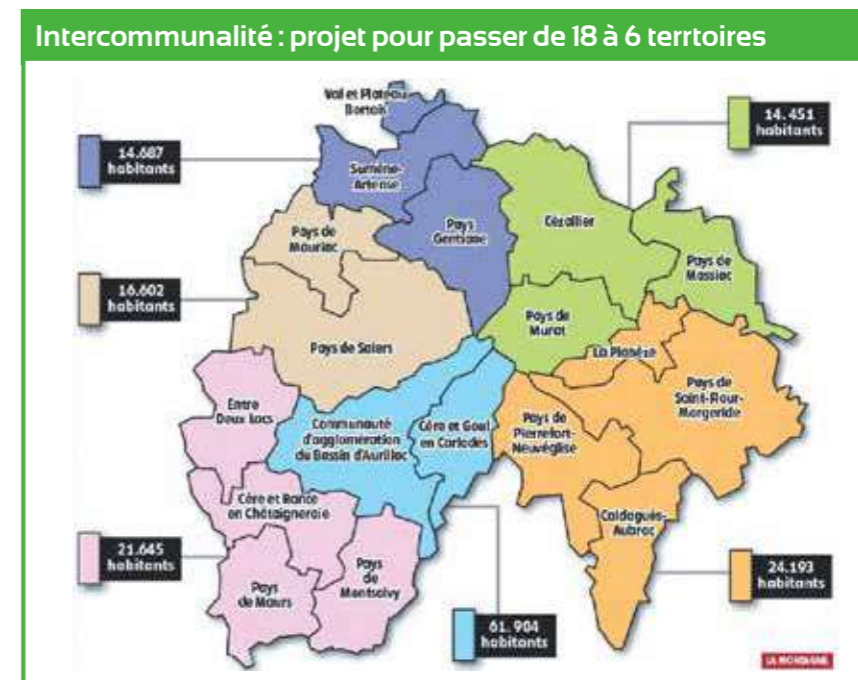 Intercommunalité : projet pour passer de 18 à 6 terrtoires
Val et Plateau
Bortois
14.687
habitants
14.451
habitants
Sumène-
Artense
Pays
Gentiane
Cézallier
Pays de
Mauriac
Pays de
Massiac
16.602
habitants
Pays de
Murat
Pays de Salers
La Planèze
Pays de
Saint-Flour-
Margeride
Entre
Deux Lacs
Communauté
d'agglomération
du Bassin d'Aurillac
Cère et Goul
en Carladès
Pays de
Pierrefort-
Neuvéglise
Cère et Rance
en Châtaigneraie
Caldaguès-
Aubrac
21.645
habitants
Pays
de Maurs
Pays
de
Montsalvy
24.193
habitants
61.904
habitants
LA MONTAGNE